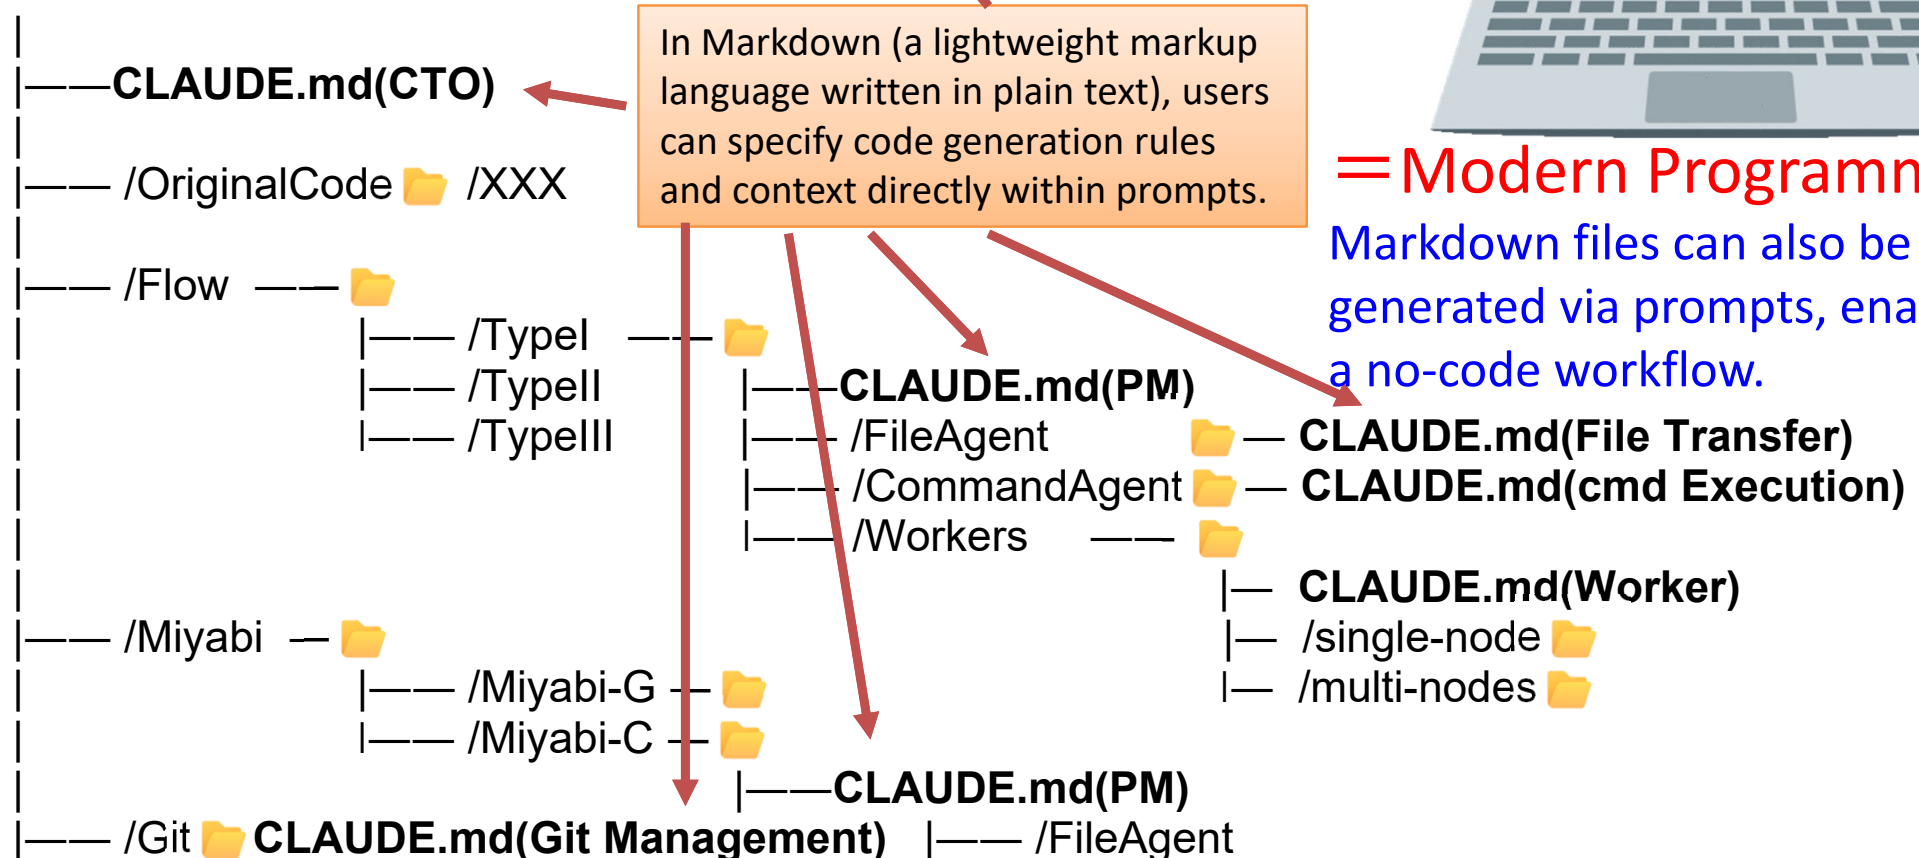 In Markdown (a lightweight markup
language written in plain text), users
can specify code generation rules
and context directly within prompts.
|——CLAUDE.md(CTO)
|—— /OriginalCode /XXX
=Modern
Markdown files can also be
generated via prompts,
a no-code workflow.
|—— /Flow ——
|—— /TypeI ——
|—— /TypeII |——CLAUDE.md(PM)
|—— /TypeIII |—— /FileAgent — CLAUDE.md(File Transfer)
|—— /CommandAgent — CLAUDE.md(cmd Execution)
|—— /Workers ——
|— CLAUDE.md(Worker)
|—— /Miyabi — |— /single-node
|—— /Miyabi-G — |— /multi-nodes
|—— /Miyabi-C —
|——CLAUDE.md(PM)
|—— /Git CLAUDE.md(Git Management) |—— /FileAgent